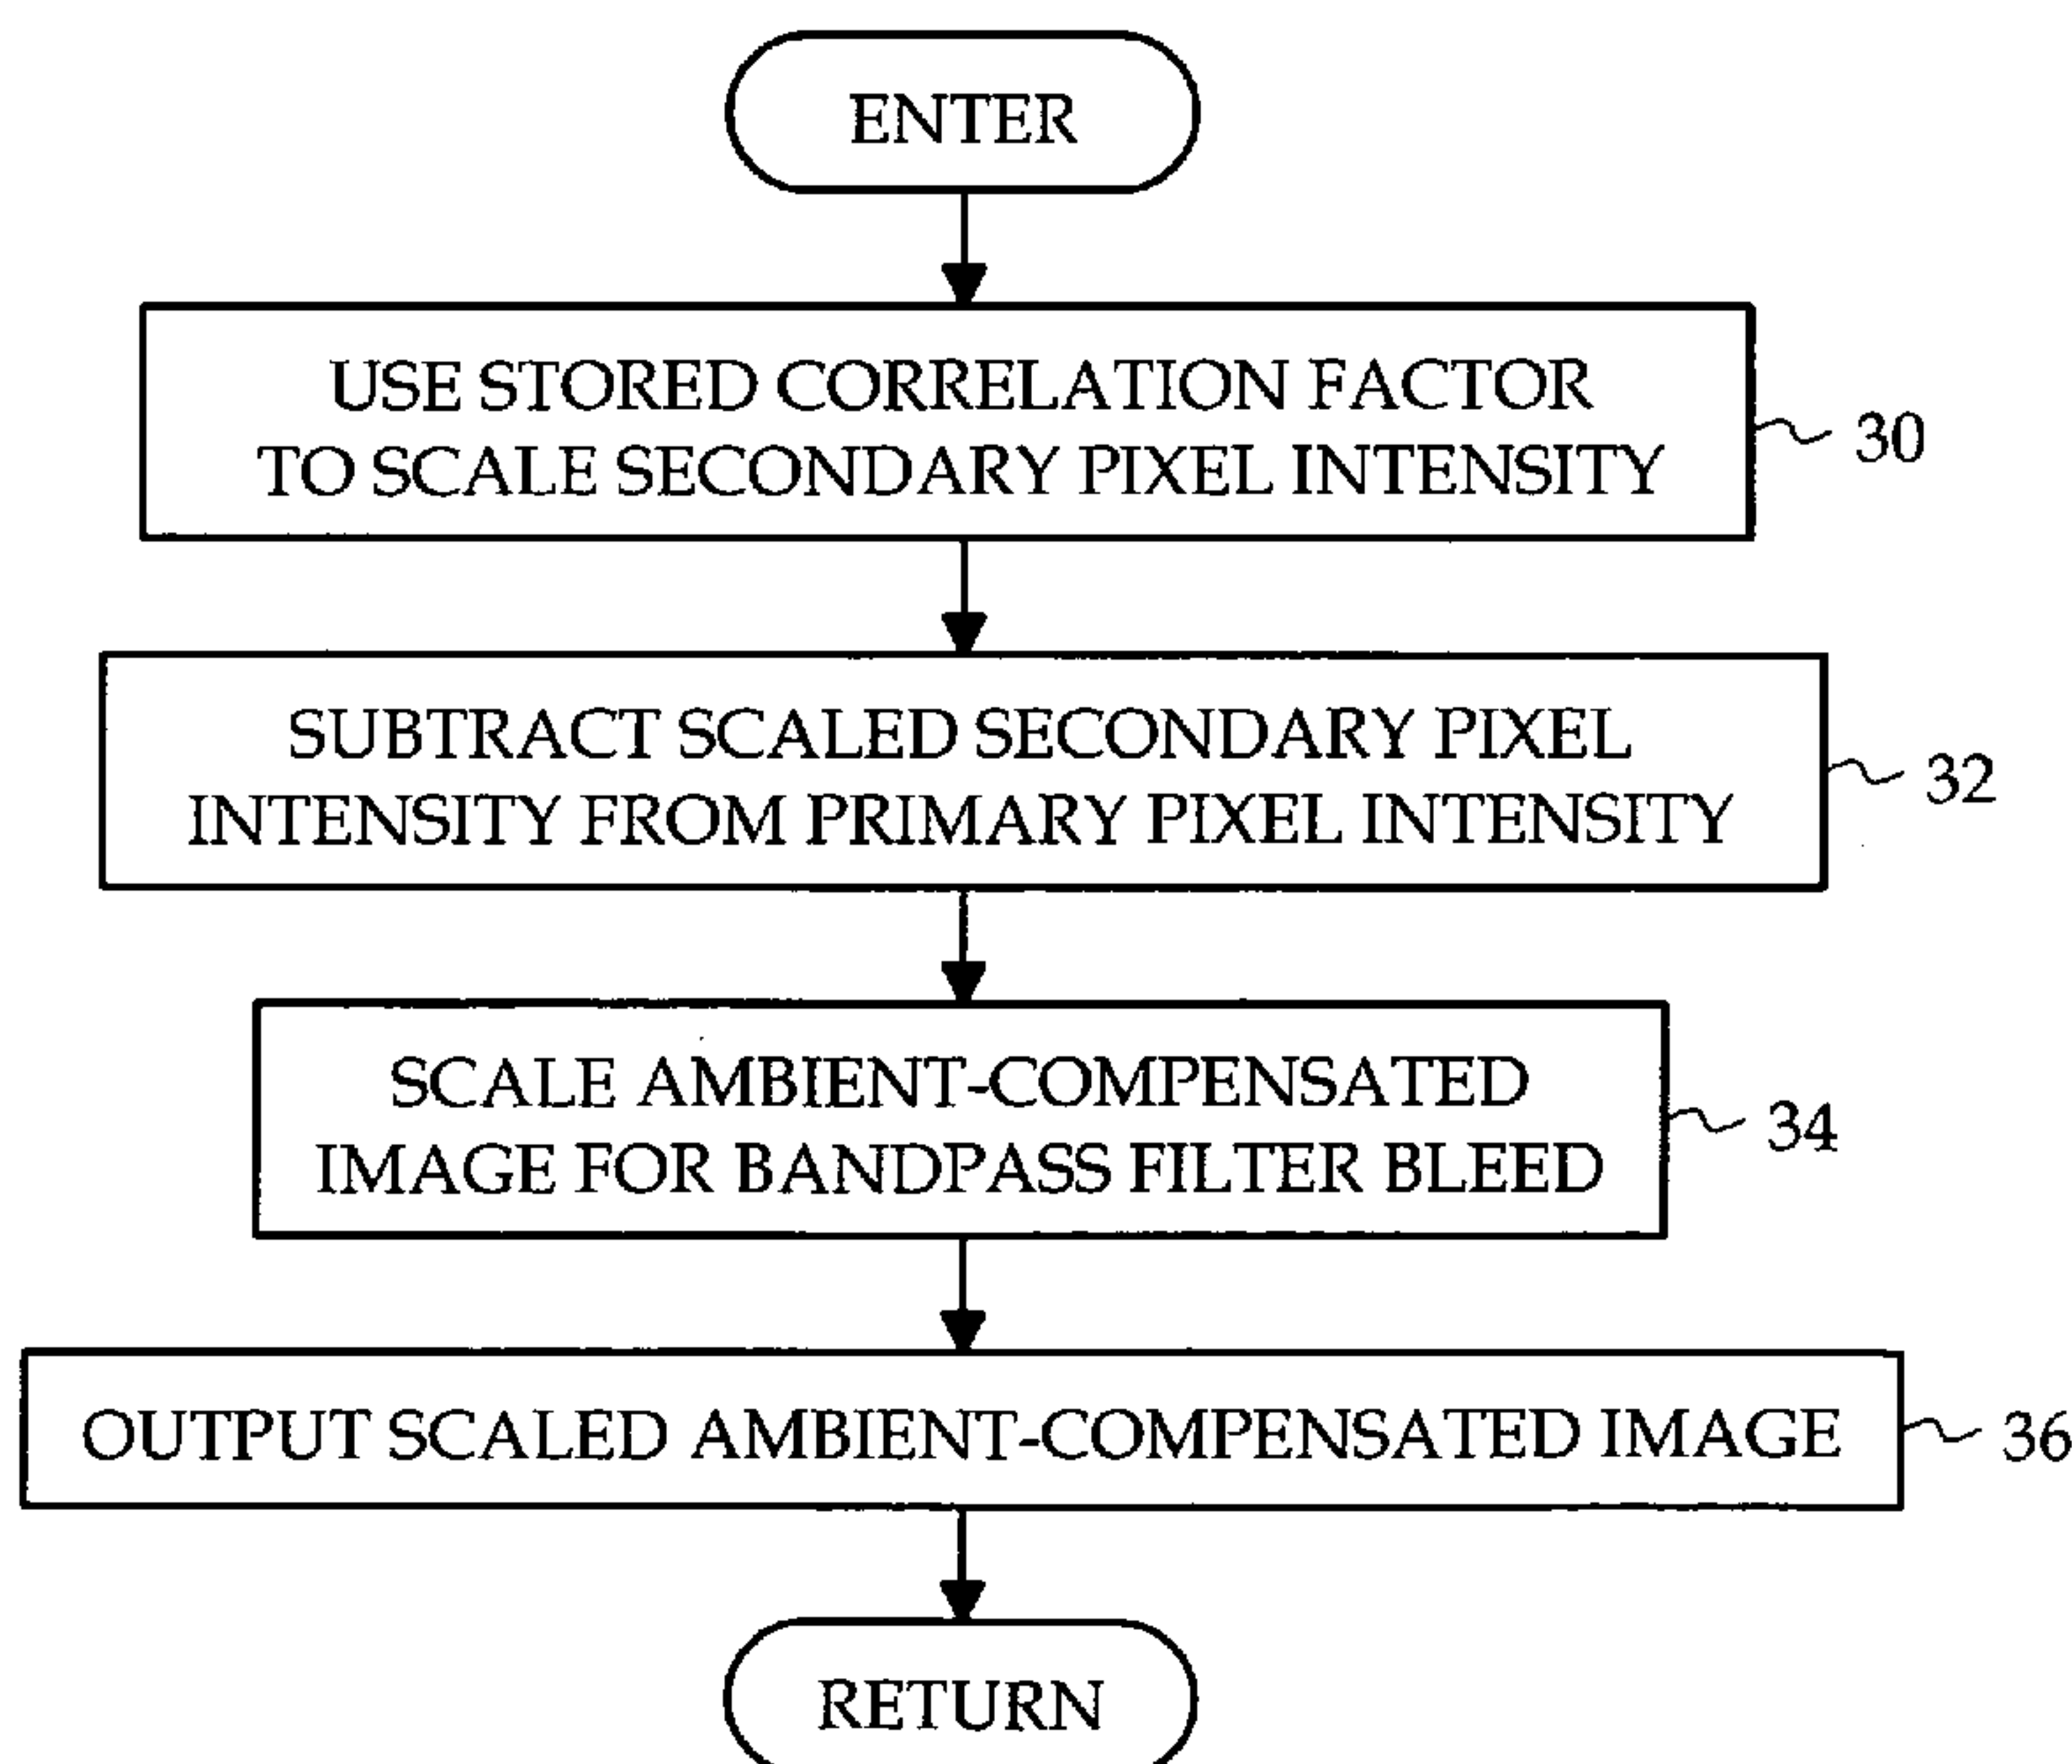 ENTER
USE STORED CORRELATION FACTOR
TO SCALE SECONDARY PIXEL INTENSITY
30
SUBTRACT SCALED SECONDARY PIXEL
INTENSITY FROM PRIMARY PIXEL INTENSITY
32
SCALE AMBIENT-COMPENSATED
IMAGE FOR BANDPASS FILTER BLEED
34
OUTPUT SCALED AMBIENT-COMPENSATED IMAGE
36
RETURN